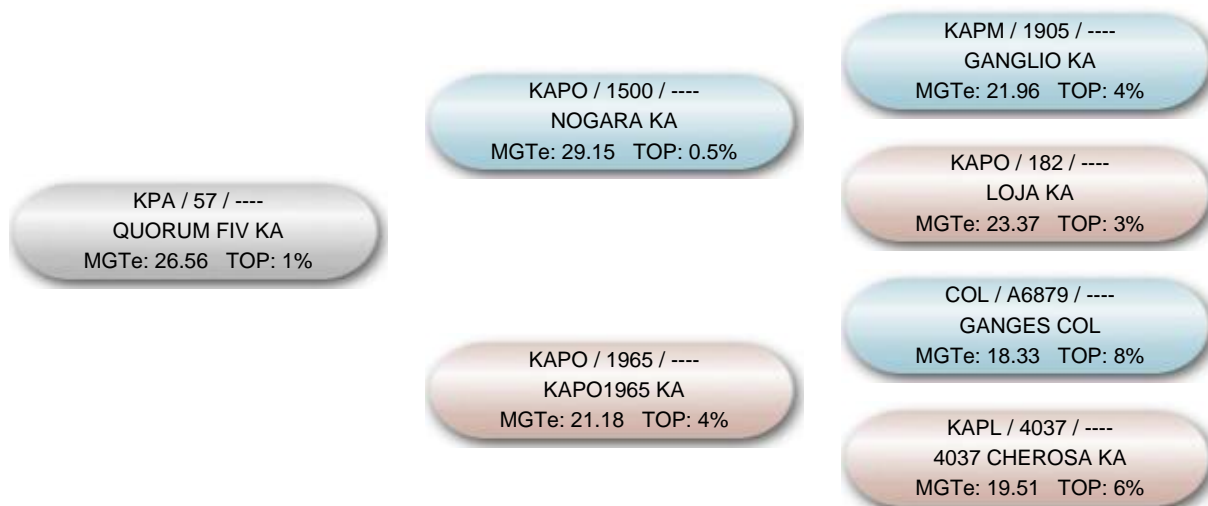 KPA / 57 / ----
QUORUM FIV KA
MGTe: 26.56 TOP: 1%
KAPO / 1500 / ----
NOGARA KA
MGTe: 29.15 TOP: 0.5%
KAPO / 1965 / ----
KAPO1965 KA
MGTe: 21.18 TOP: 4%
KAPM / 1905 / ----
GANGLIO KA
MGTe: 21.96 TOP: 4%
KAPO / 182 / ----
LOJA KA
MGTe: 23.37 TOP: 3%
COL / A6879 / ----
GANGES COL
MGTe: 18.33 TOP: 8%
KAPL / 4037 / ----
4037 CHEROSA KA
MGTe: 19.51 TOP: 6%